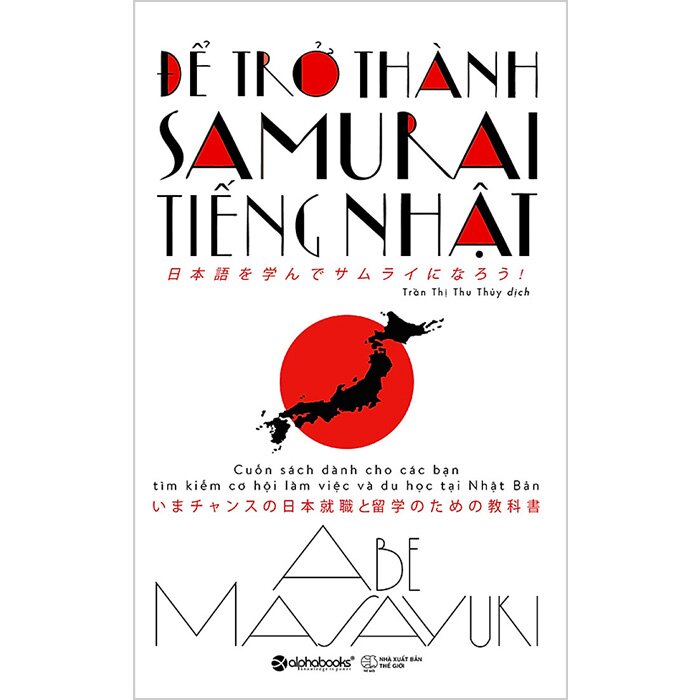 ĐỂ TRỞ THÀNH
SAMURAI
TIẾNG NHẬT
日本語を学んでサムライになろう!
Trần Thị Thu Thủy dịch
Cuốn sách dành cho các bạn
tìm kiếm cơ hội làm việc và du học tại Nhật Bản
いまチャンスの日本就職と留学のための教科書
ABE
MASAYUKI
alphabooks®
knowledge is power
NHÀ XUẤT BẢN
THẾ GIỚI